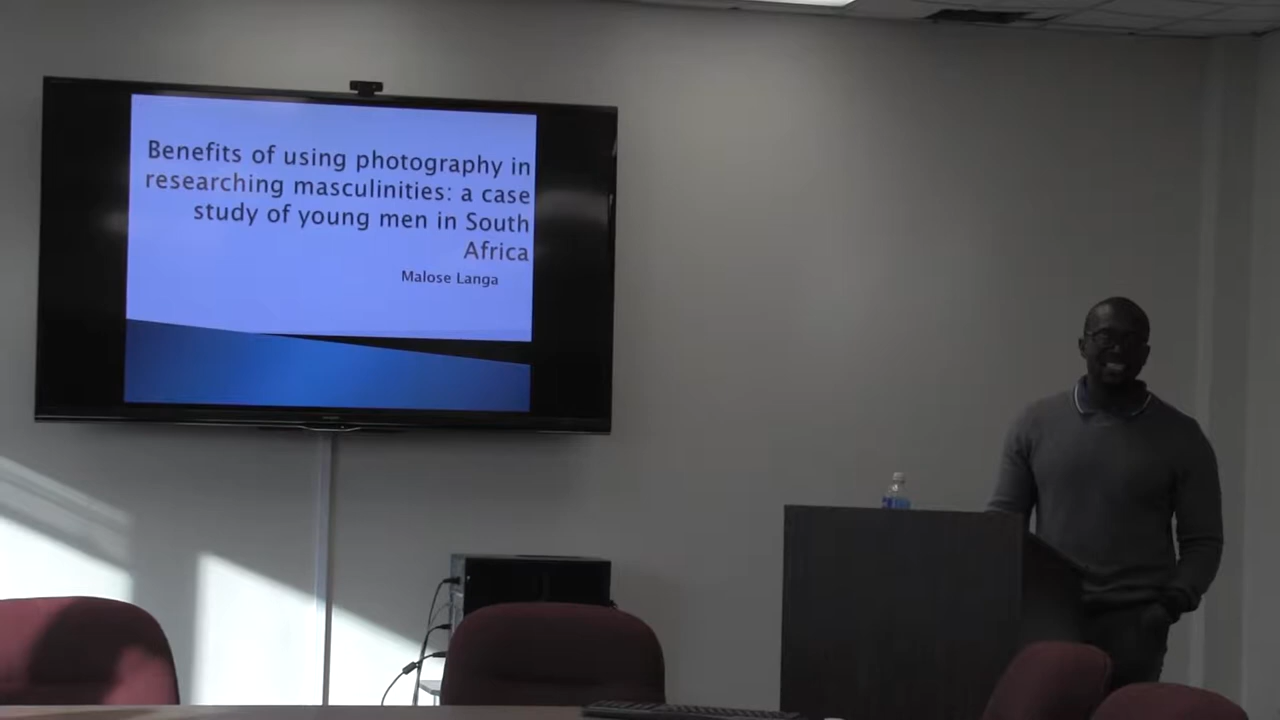 Benefits of using photography in
researching masculinities: a case
study of young men in South
Africa
Malose Langa